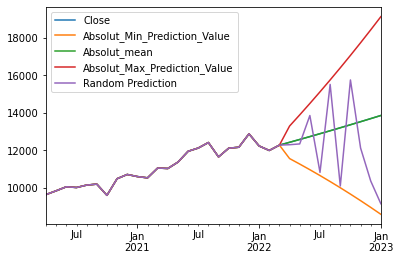 Close
Absolut_Min_Prediction_Value
Absolut_mean
Absolut_Max_Prediction_Value
Random Prediction
18000
16000
14000
12000
10000
Jul
Jan
2021
Jul
Jan
2022
Jul
Jan
2023